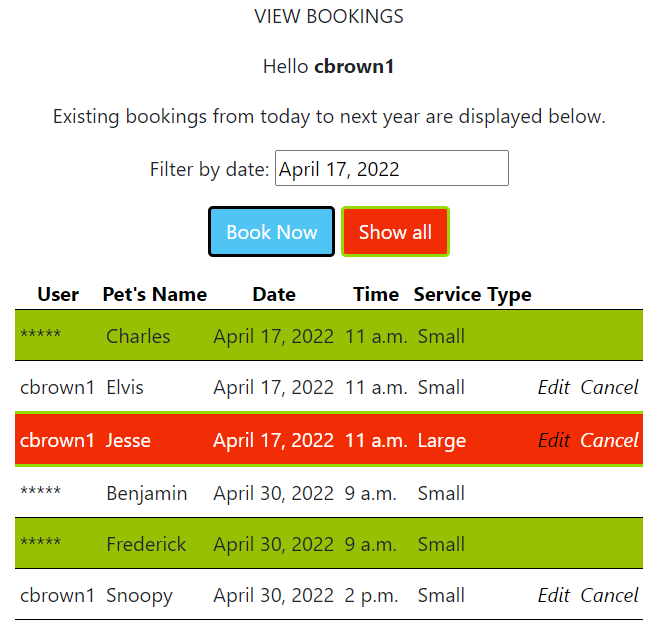 VIEW BOOKINGS
Hello cbrown1
Existing bookings from today to next year are displayed below.
Filter by date: April 17, 2022
Book Now Show all
User Pet's Name Date Time Service Type
***** Charles April 17, 2022 11 a.m. Small
cbrown1 Elvis April 17, 2022 11 a.m. Small Edit Cancel
cbrown1 Jesse April 17, 2022 11 a.m. Large Edit Cancel
***** Benjamin April 30, 2022 9 a.m. Small
***** Frederick April 30, 2022 9 a.m. Small
cbrown1 Snoopy April 30, 2022 2 p.m. Small Edit Cancel